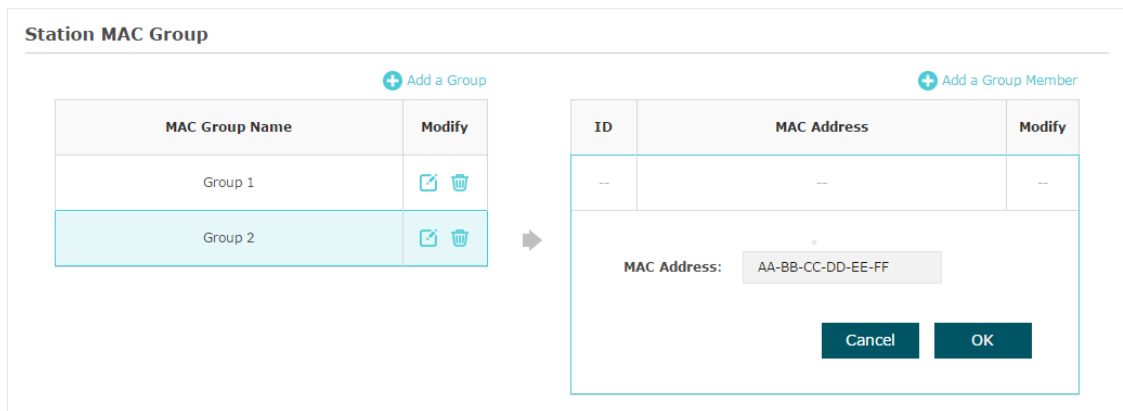 Station MAC Group
Add a Group
Add a Group Member
MAC Group Name Modify
ID MAC Address Modify
Group 1
-- -- --
Group 2
MAC Address: AA-BB-CC-DD-EE-FF
Cancel OK